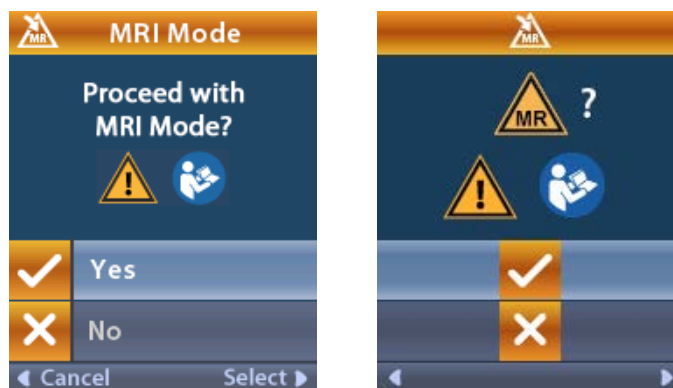 MR MRI Mode
Proceed with
MRI Mode?
!
Yes
No
Cancel Select
MR
MR ?
!